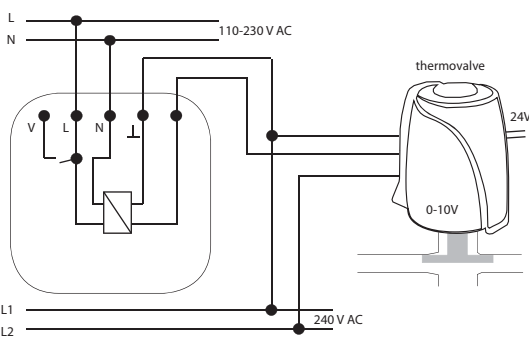 L
110-230 V AC
N
thermovalve
24V
V L N
0-10V
L1
240 V AC
L2